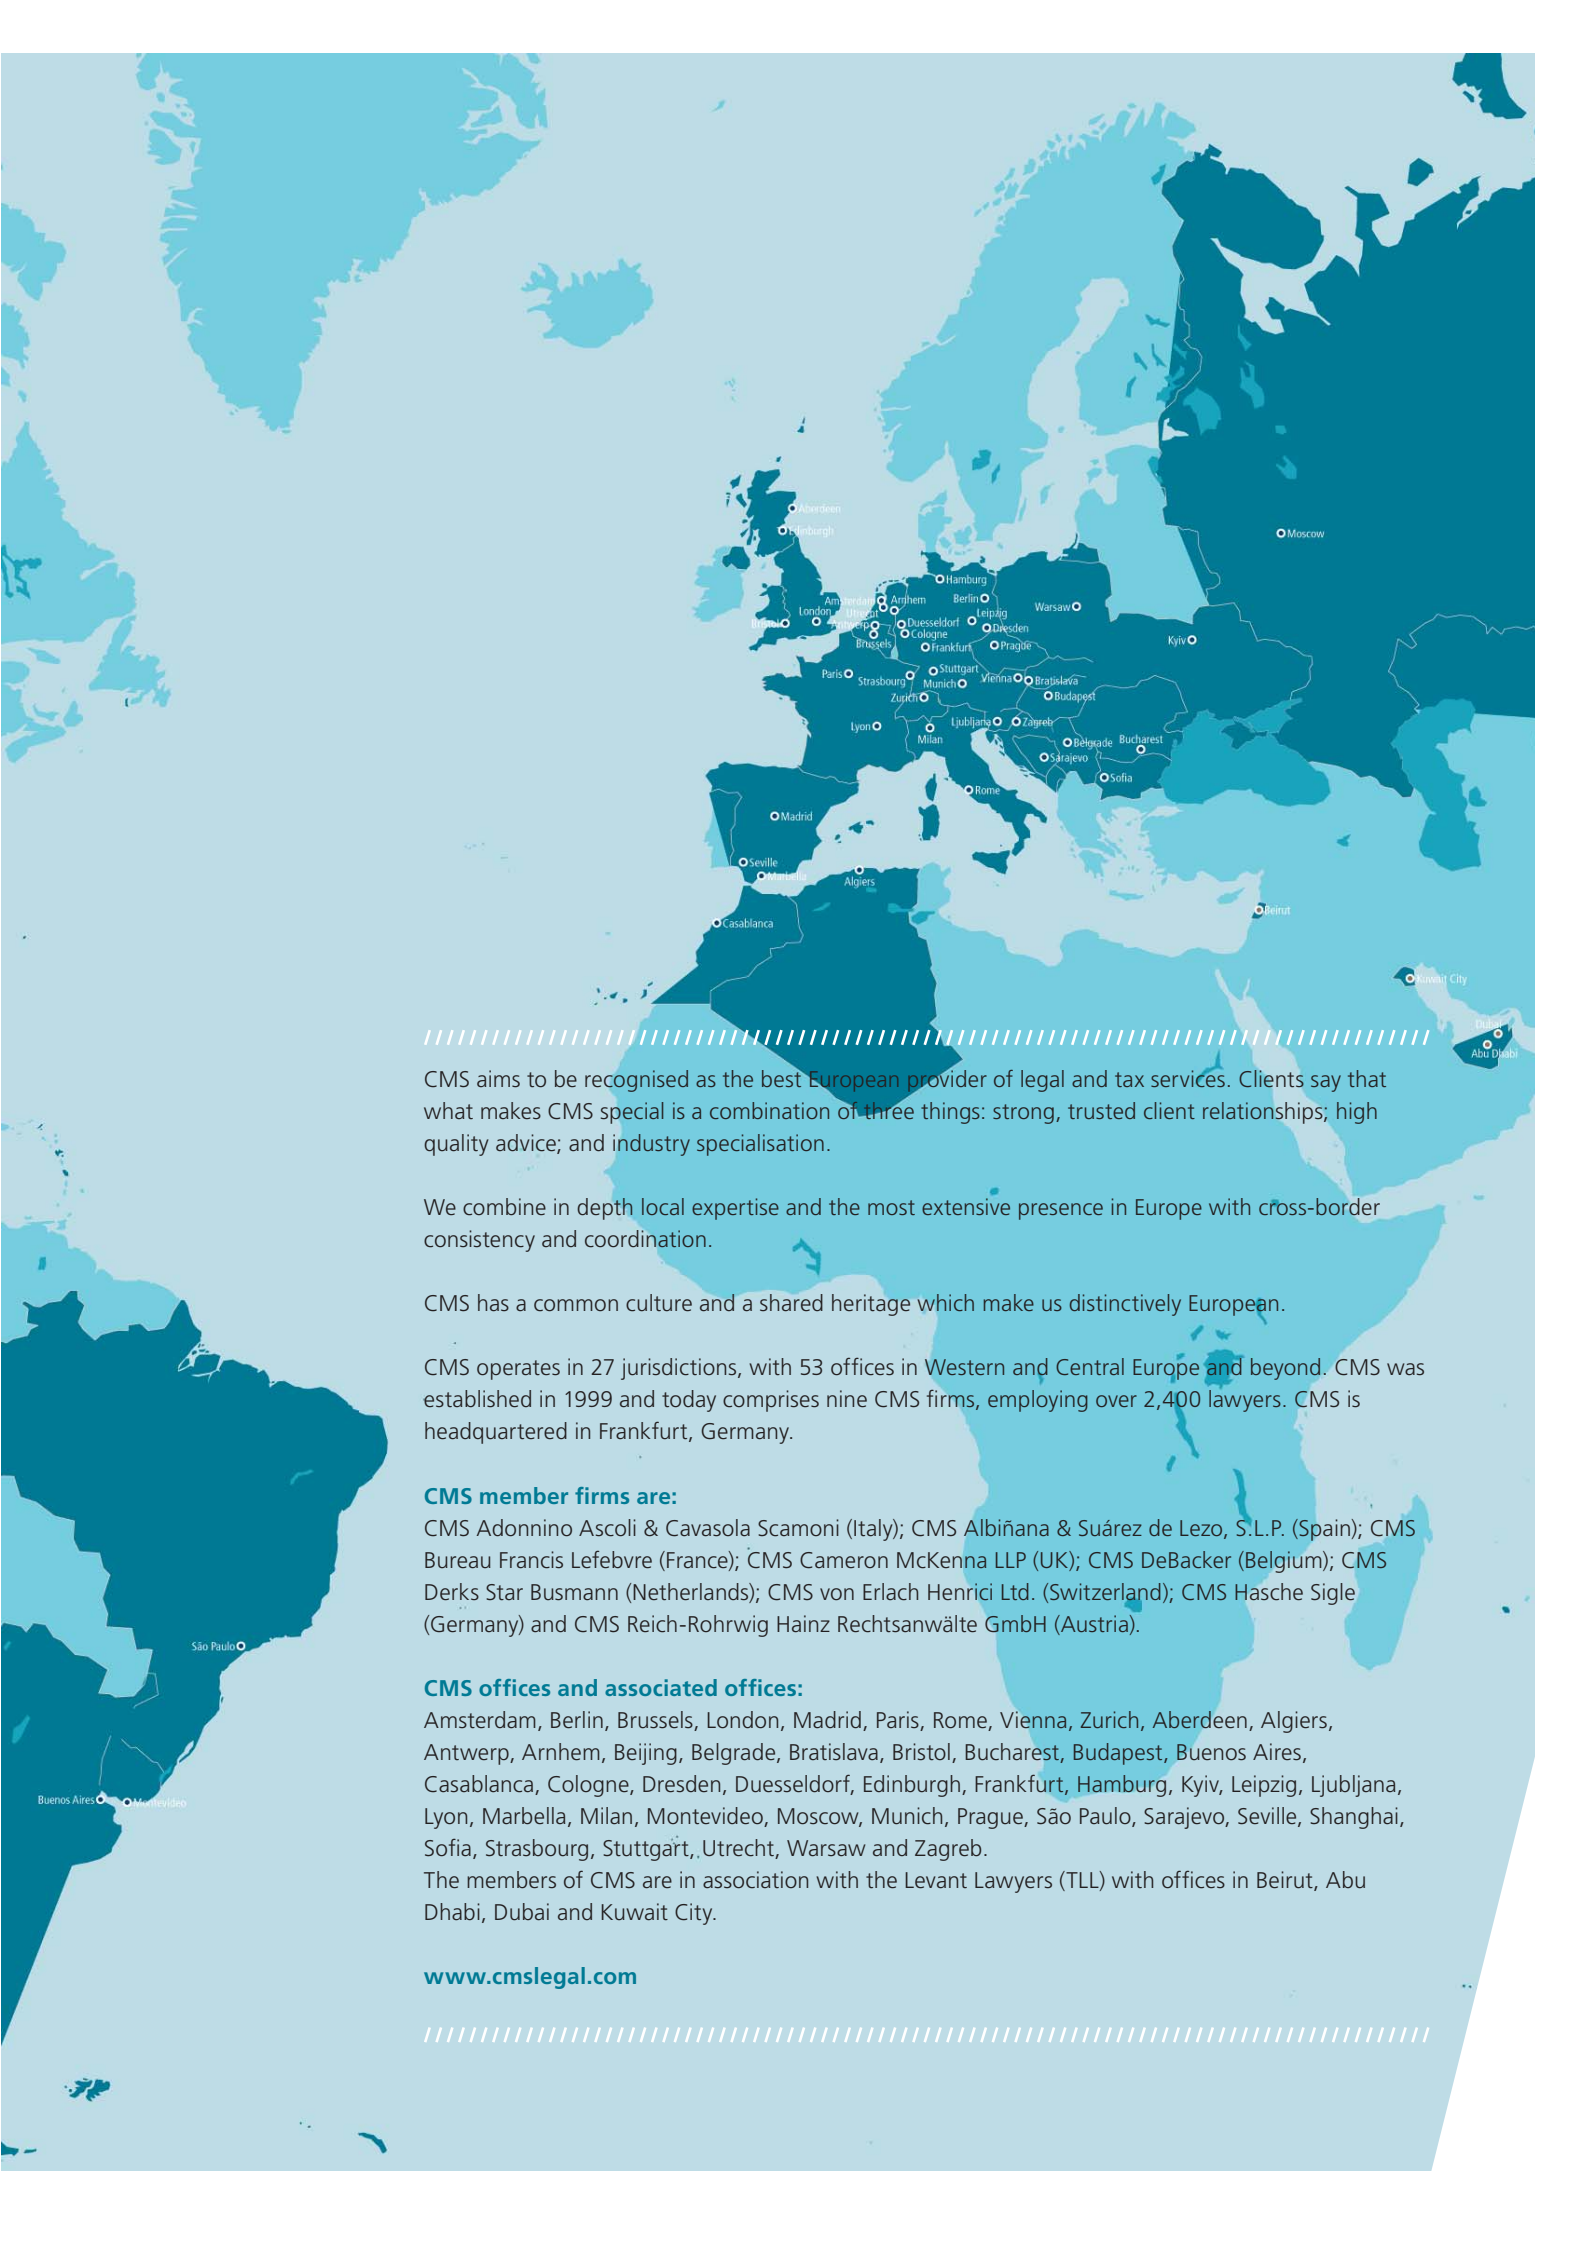 Aberdeen
Edinburgh
Moscow
Hamburg
Amsterdam
Arnhem
Berlin
Warsaw
London
Utrecht
Leipzig
Bristol
Antwerp
Duesseldorf
Dresden
Cologne
Kyiv
Brussels
Frankfurt
Prague
Paris
Strasbourg
Stuttgart
Munich
Vienna
Bratislava
Zurich
Budapest
Lyon
Ljubljana
Zagreb
Milan
Belgrade
Bucharest
Sarajevo
Sofia
Rome
Madrid
Seville
Marbella
Algiers
Casablanca
Beirut
Kuwait City
Dubai
Abu Dhabi
CMS aims to be recognised as the best European provider of legal and tax services. Clients say that
what makes CMS special is a combination of three things: strong, trusted client relationships; high
quality advice; and industry specialisation.
We combine in depth local expertise and the most extensive presence in Europe with cross-border
consistency and coordination.
CMS has a common culture and a shared heritage which make us distinctively European.
CMS operates in 27 jurisdictions, with 53 offices in Western and Central Europe and beyond. CMS was
established in 1999 and today comprises nine CMS firms, employing over 2,400 lawyers. CMS is
headquartered in Frankfurt, Germany.
CMS member firms are:
CMS Adonnino Ascoli & Cavasola Scamoni (Italy); CMS Albiñana & Suárez de Lezo, S.L.P. (Spain); CMS
Bureau Francis Lefebvre (France); CMS Cameron McKenna LLP (UK); CMS DeBacker (Belgium); CMS
Derks Star Busmann (Netherlands); CMS von Erlach Henrici Ltd. (Switzerland); CMS Hasche Sigle
(Germany) and CMS Reich-Rohrwig Hainz Rechtsanwälte GmbH (Austria).
São Paulo
CMS offices and associated offices:
Amsterdam, Berlin, Brussels, London, Madrid, Paris, Rome, Vienna, Zurich, Aberdeen, Algiers,
Antwerp, Arnhem, Beijing, Belgrade, Bratislava, Bristol, Bucharest, Budapest, Buenos Aires,
Casablanca, Cologne, Dresden, Duesseldorf, Edinburgh, Frankfurt, Hamburg, Kyiv, Leipzig, Ljubljana,
Lyon, Marbella, Milan, Montevideo, Moscow, Munich, Prague, São Paulo, Sarajevo, Seville, Shanghai,
Sofia, Strasbourg, Stuttgart, Utrecht, Warsaw and Zagreb.
The members of CMS are in association with the Levant Lawyers (TLL) with offices in Beirut, Abu
Dhabi, Dubai and Kuwait City.
Buenos Aires
Montevideo
www.cmslegal.com